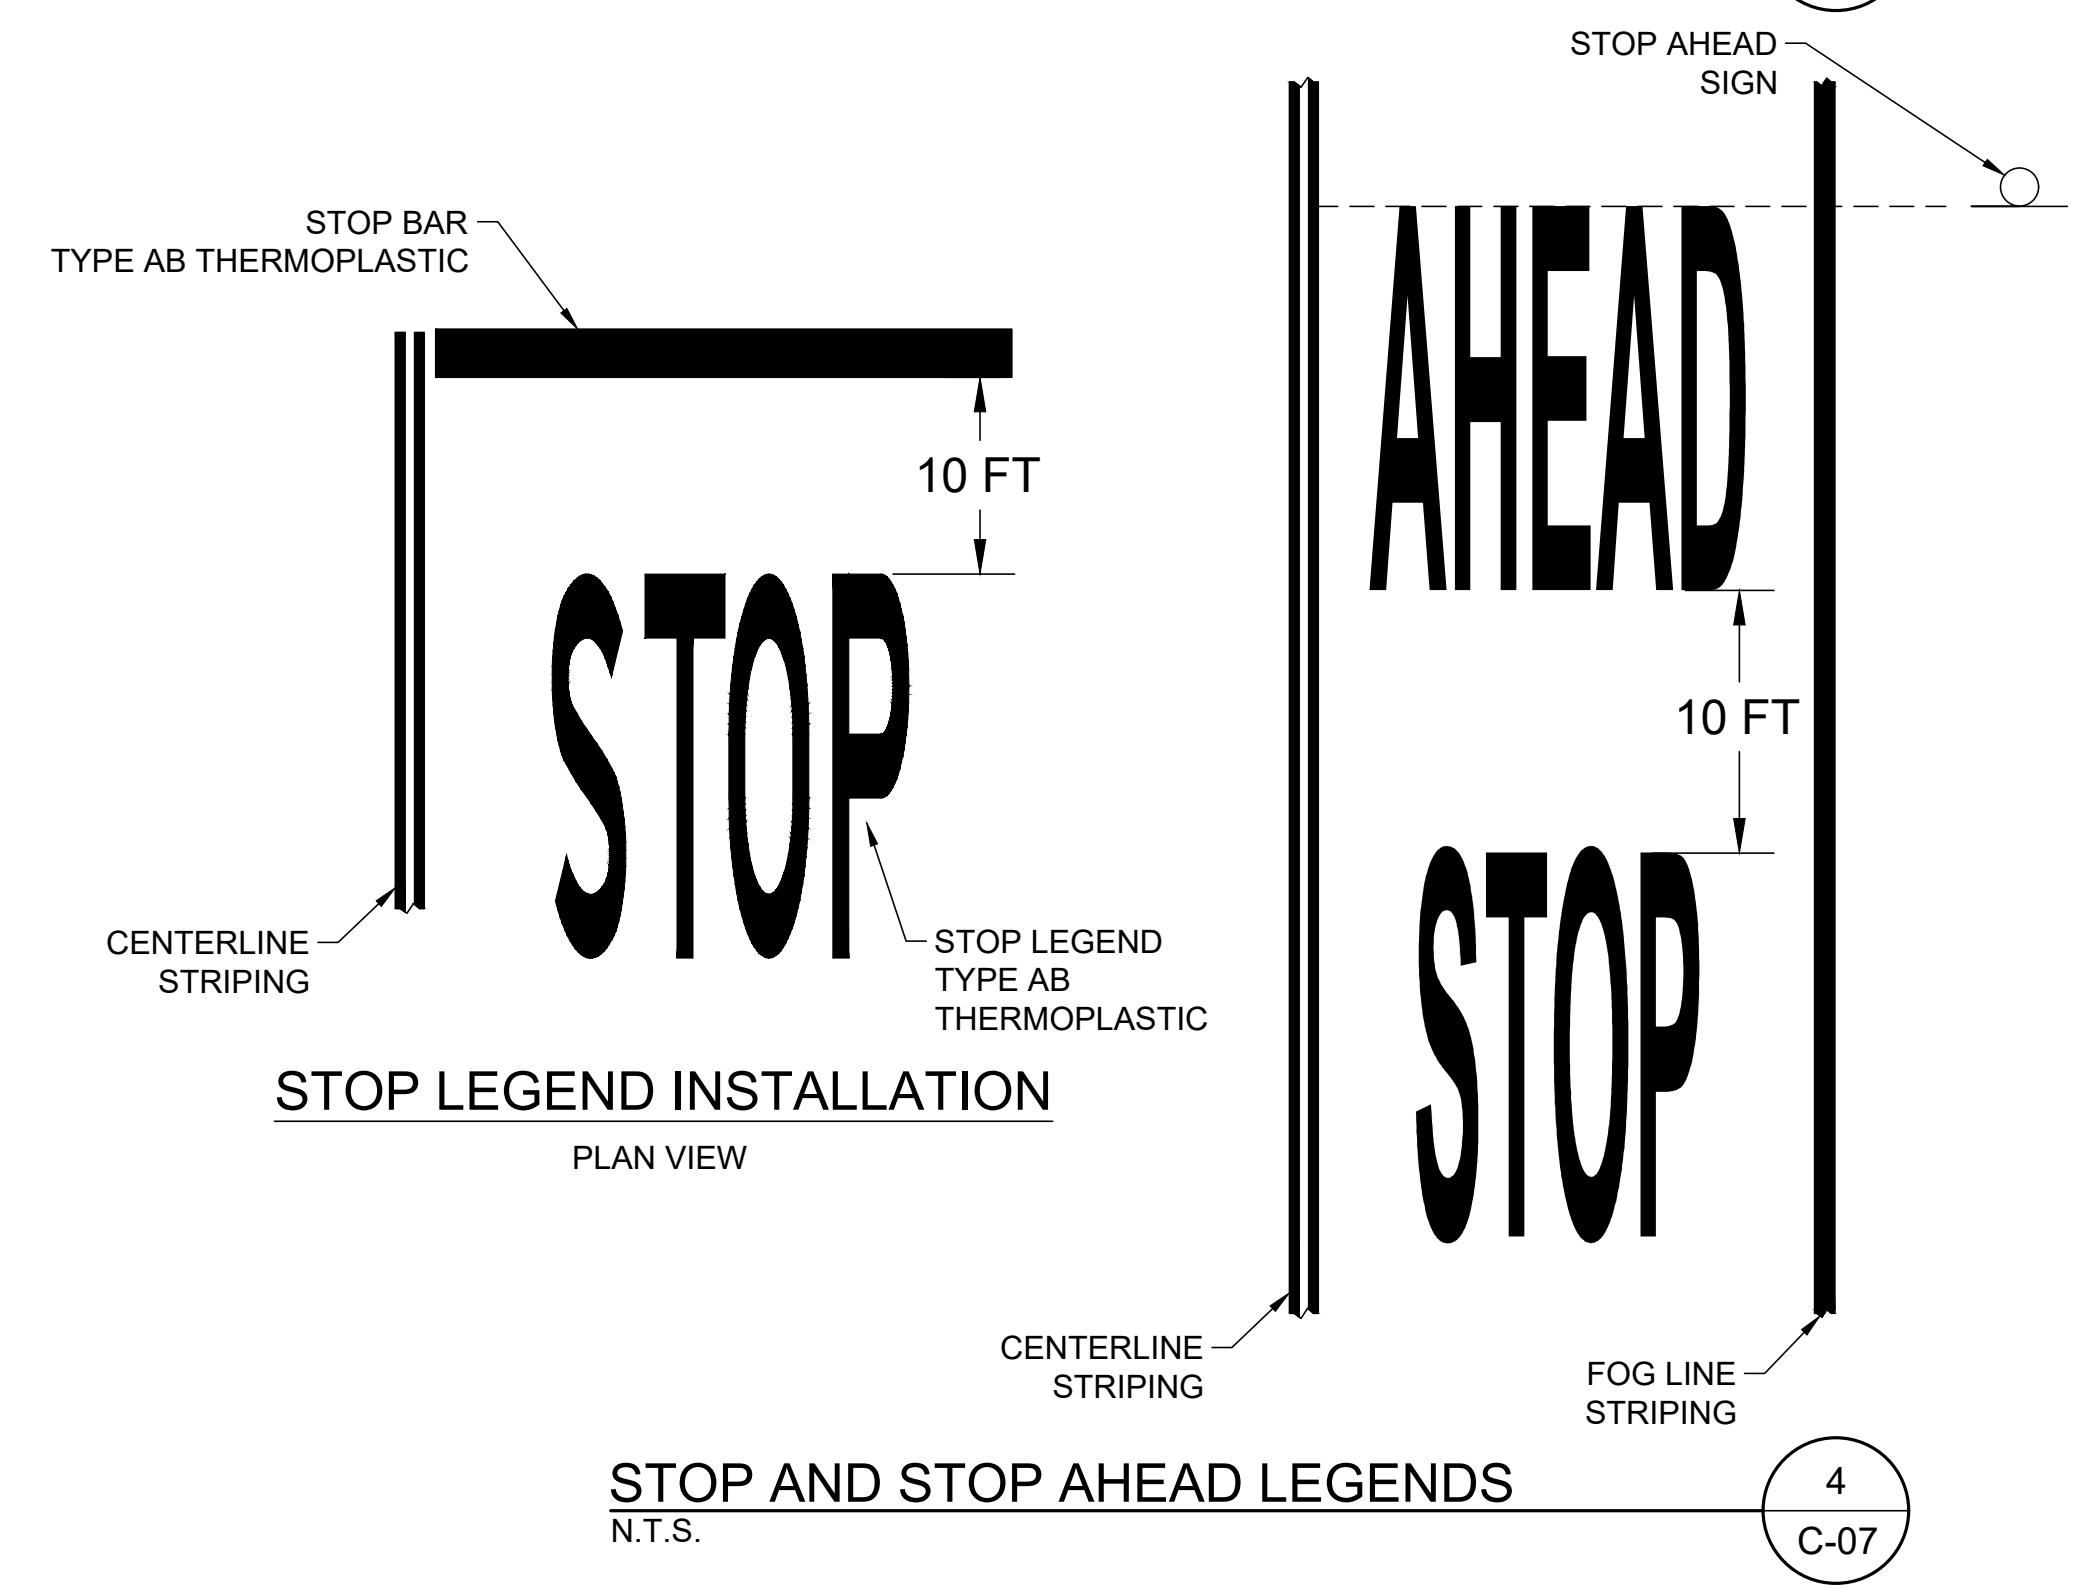 STOP BAR
TYPE AB THERMOPLASTIC
10 FT
STOP
CENTERLINE
STRIPING
STOP LEGEND
TYPE AB
THERMOPLASTIC
STOP LEGEND INSTALLATION
PLAN VIEW
STOP AHEAD
SIGN
AHEAD
10 FT
STOP
CENTERLINE
STRIPING
FOG LINE
STRIPING
STOP AND STOP AHEAD LEGENDS
N.T.S.
4
C-07